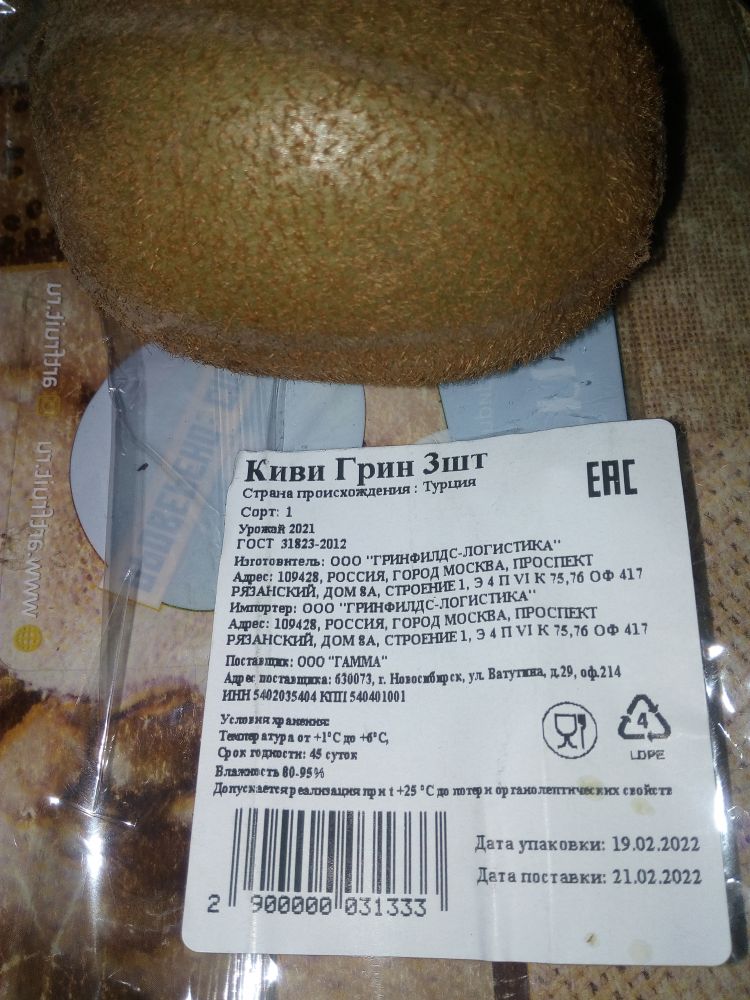 Киви Грин 3шт
EAC
Страна происхождения : Турция
Сорт: 1
Урожай 2021
ГОСТ 31823-2012
Изготовитель: ООО "ГРИНФИЛДС-ЛОГИСТИКА"
Адрес: 109428, РОССИЯ, ГОРОД МОСКВА, ПРОСПЕКТ
РЯЗАНСКИЙ, ДОМ 8А, СТРОЕНИЕ 1, Э 4 П VI К 75,76 ОФ 417
Импортер: ООО "ГРИНФИЛДС-ЛОГИСТИКА"
Адрес: 109428, РОССИЯ, ГОРОД МОСКВА, ПРОСПЕКТ
РЯЗАНСКИЙ, ДОМ 8А, СТРОЕНИЕ 1, Э 4 П VI К 75,76 ОФ 417
Поставщик: ООО "ГАММА"
Адрес поставщика: 630073, г. Новосибирск, ул. Ватутина, д.29, оф.214
ИНН 5402035404 КПП 540401001
Условия хранения:
Температура от +1°С до +6°С,
Срок годности: 45 суток
Влажность 80-95%
Допускается реализация при t +25 °С до потери органолептических свойств
4
LDPE
Дата упаковки: 19.02.2022
Дата поставки: 21.02.2022
2 900000 031333
www.artfruit.ru
artfruit.ru